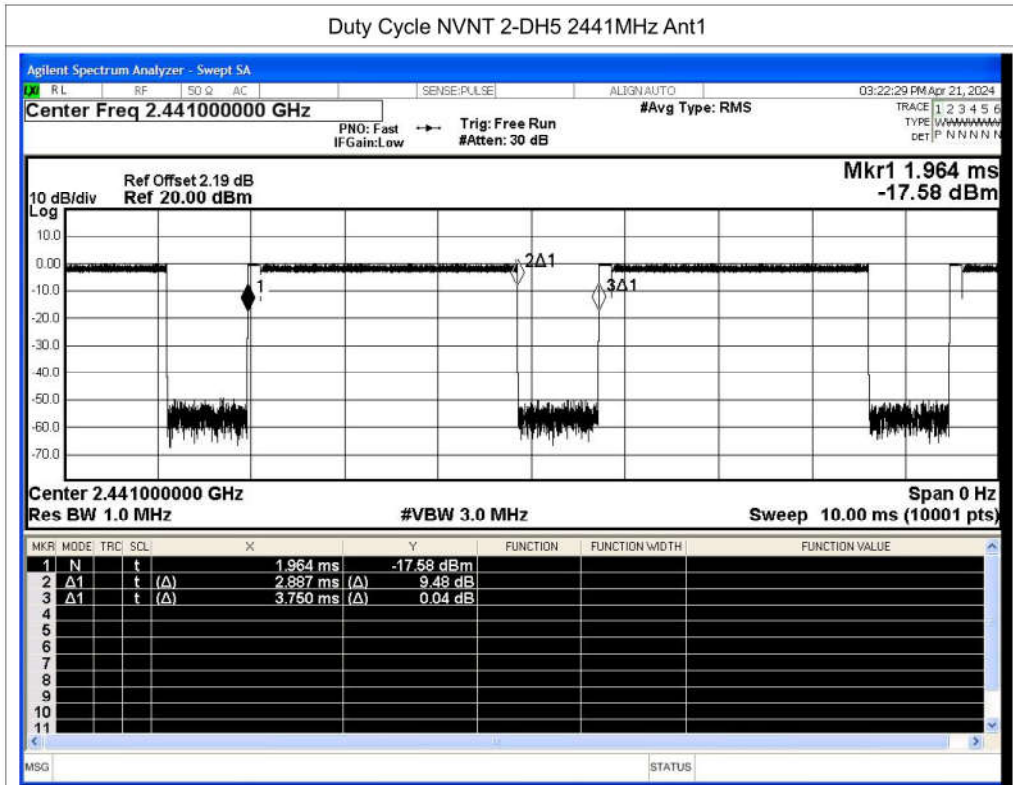 Duty Cycle NVNT 2-DH5 2441MHz Ant1
Agilent Spectrum Analyzer - Swept SA
LXI RL RF 50 Ω AC SENSE:PULSE ALIGNAUTO 03:22:29 PM Apr 21, 2024
Center Freq 2.441000000 GHz #Avg Type: RMS TRACE 1 2 3 4 5 6
PNO: Fast Trig: Free Run TYPE
IFGain:Low #Atten: 30 dB DET P N N N N N
Mkr1 1.964 ms
Ref Offset 2.19 dB
10 dB/div Ref 20.00 dBm -17.58 dBm
Log
10.0
0.00
2Δ1
-10.0
1
3Δ1
-20.0
-30.0
-40.0
-50.0
-60.0
-70.0
Center 2.441000000 GHz Span 0 Hz
Res BW 1.0 MHz #VBW 3.0 MHz Sweep 10.00 ms (10001 pts)
MKR MODE TRC SCL X Y FUNCTION FUNCTION WIDTH FUNCTION VALUE
1 N t 1.964 ms -17.58 dBm
2 Δ1 t (Δ) 2.887 ms (Δ) 9.48 dB
3 Δ1 t (Δ) 3.750 ms (Δ) 0.04 dB
4
5
6
7
8
9
10
11
MSG STATUS